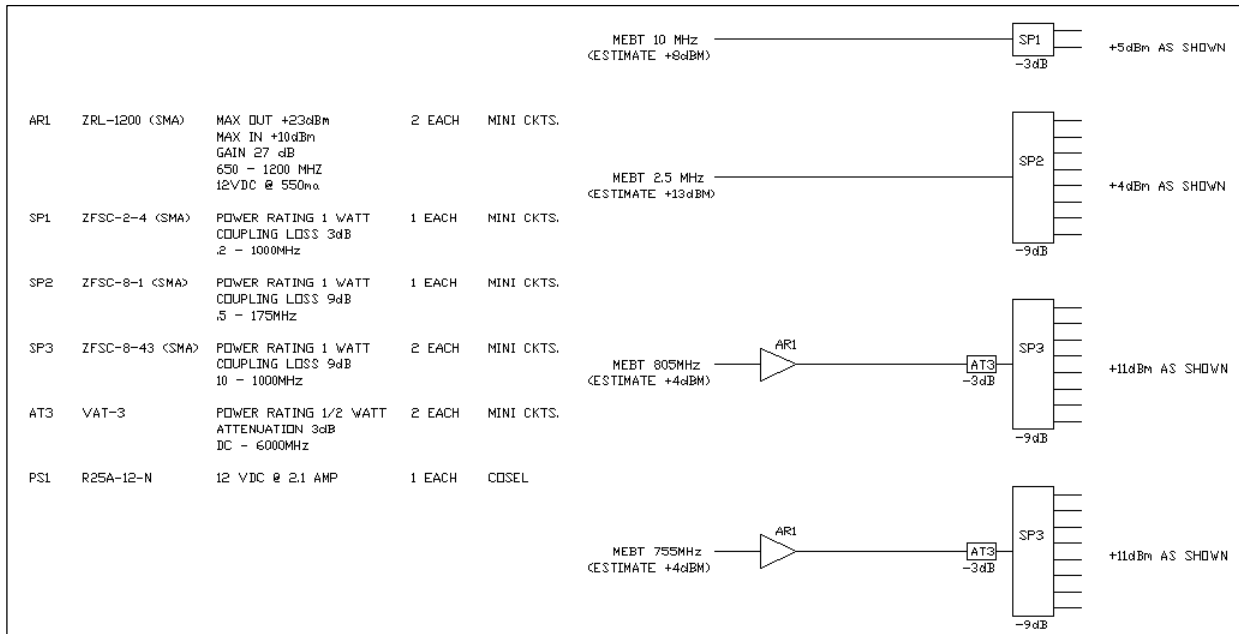 AR1 ZRL-1200 (SMA) MAX OUT +23dBm 2 EACH MINI CKTS.
MAX IN +10dBm
GAIN 27 dB
650 - 1200 MHZ
12VDC @ 550ma
SP1 ZFSC-2-4 (SMA) POWER RATING 1 WATT 1 EACH MINI CKTS.
COUPLING LOSS 3dB
.2 - 1000MHz
SP2 ZFSC-8-1 (SMA) POWER RATING 1 WATT 1 EACH MINI CKTS.
COUPLING LOSS 9dB
.5 - 175MHz
SP3 ZFSC-8-43 (SMA) POWER RATING 1 WATT 2 EACH MINI CKTS.
COUPLING LOSS 9dB
10 - 1000MHz
AT3 VAT-3 POWER RATING 1/2 WATT 2 EACH MINI CKTS.
ATTENUATION 3dB
DC - 6000MHz
PS1 R25A-12-N 12 VDC @ 2.1 AMP 1 EACH COSEL
MEBT 10 MHz
(ESTIMATE +8dBM)
SP1
-3dB
+5dBm AS SHOWN
MEBT 2.5 MHz
(ESTIMATE +13dBM)
SP2
-9dB
+4dBm AS SHOWN
MEBT 805MHz
(ESTIMATE +4dBM)
AR1
AT3
-3dB
SP3
-9dB
+11dBm AS SHOWN
MEBT 755MHz
(ESTIMATE +4dBM)
AR1
AT3
-3dB
SP3
-9dB
+11dBm AS SHOWN